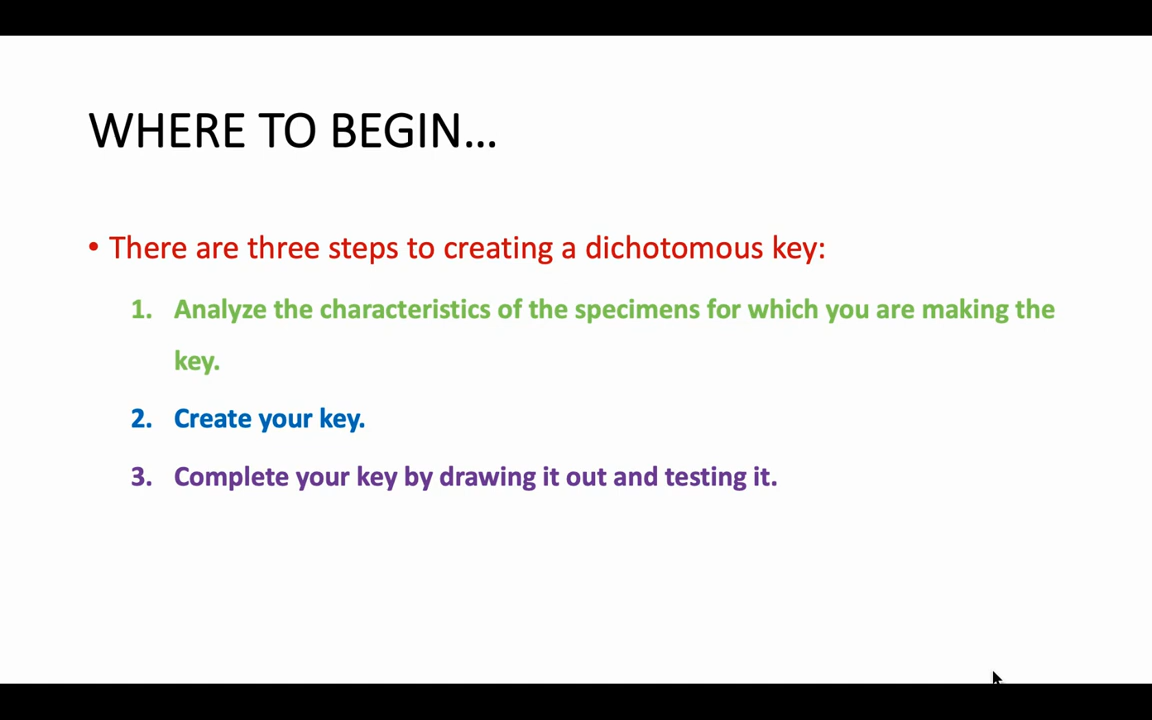 WHERE TO BEGIN…
• There are three steps to creating a dichotomous key:
1. Analyze the characteristics of the specimens for which you are making the
key.
2. Create your key.
3. Complete your key by drawing it out and testing it.